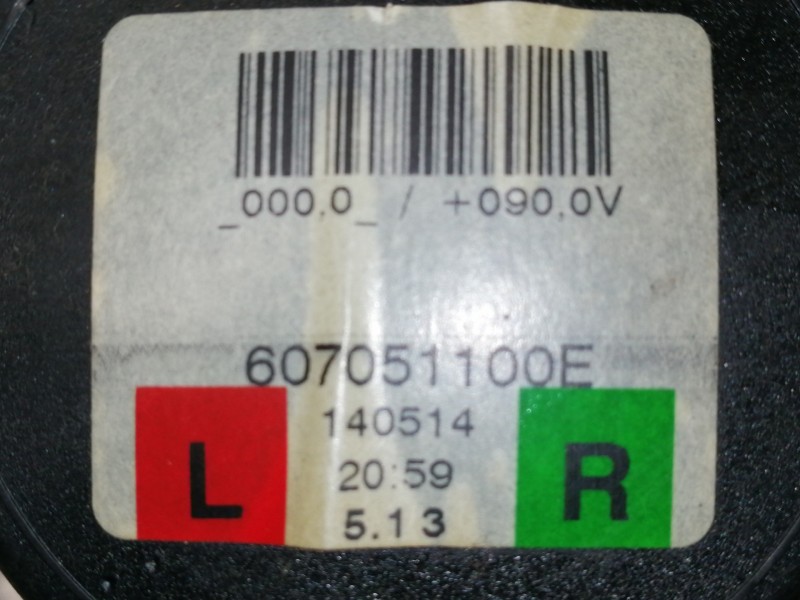 _000,0_ / +090,0V
607051100E
140514
L R
20:59
5.13